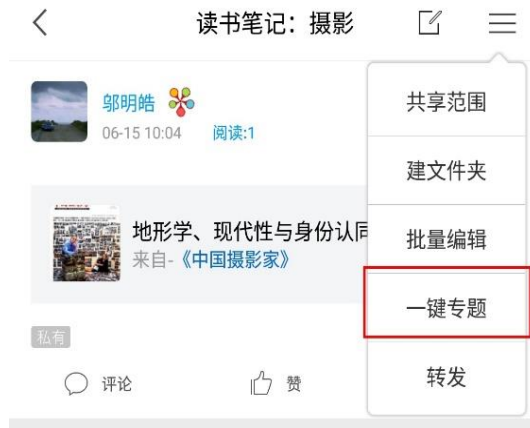 读书笔记：摄影
邬明皓
06-15 10:04 阅读:1
地形学、现代性与身份认同
来自-《中国摄影家》
私有
评论 赞
共享范围
建文件夹
批量编辑
一键专题
转发